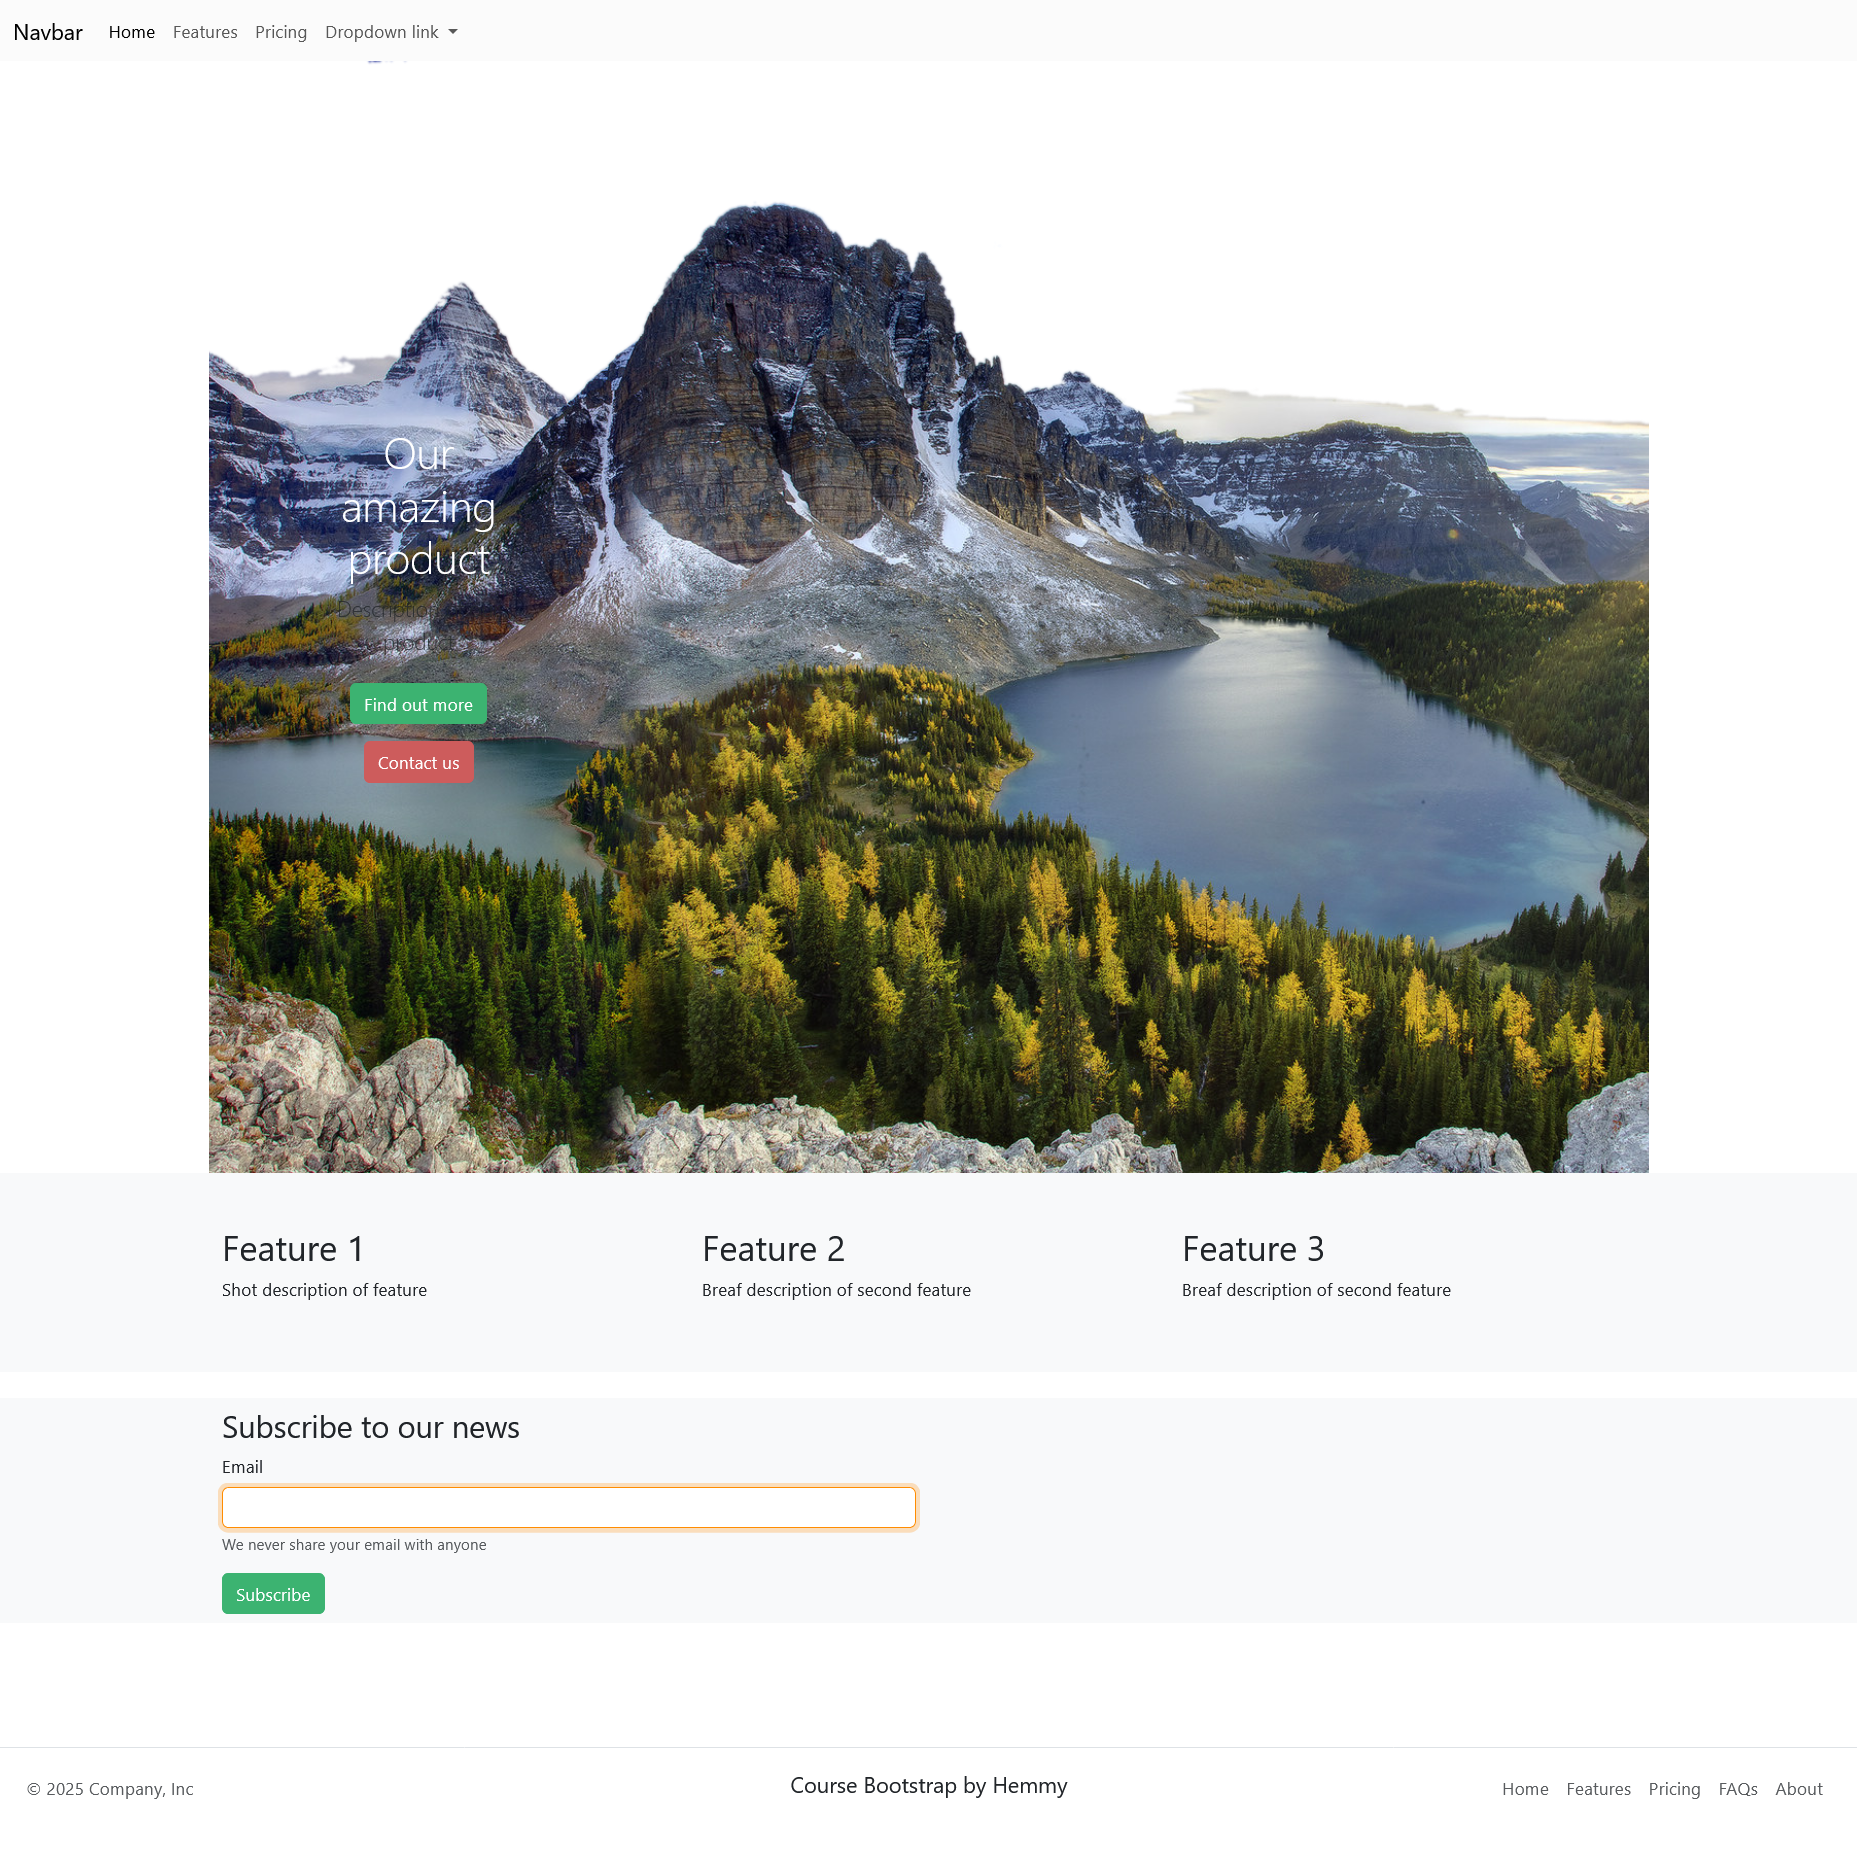 Navbar Home Features Pricing Dropdown link
Our
amazing
product
Description
product
Find out more
Contact us
Feature 1
Shot description of feature
Feature 2
Breaf description of second feature
Feature 3
Breaf description of second feature
Subscribe to our news
Email
We never share your email with anyone
Subscribe
© 2025 Company, Inc
Course Bootstrap by Hemmy
Home Features Pricing FAQs About